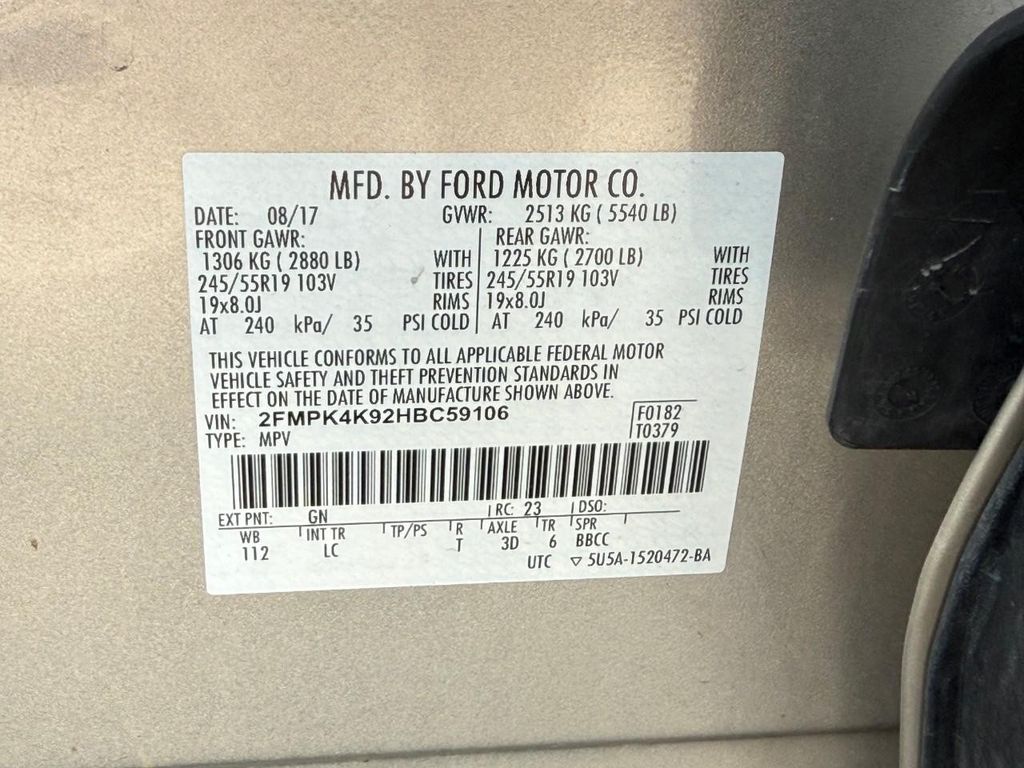 MFD. BY FORD MOTOR CO.
DATE: 08/17 GVWR: 2513 KG ( 5540 LB)
FRONT GAWR: REAR GAWR:
1306 KG ( 2880 LB) WITH 1225 KG ( 2700 LB) WITH
245/55R19 103V TIRES 245/55R19 103V TIRES
19x8.0J RIMS 19x8.0J RIMS
AT 240 kPa/ 35 PSI COLD AT 240 kPa/ 35 PSI COLD
THIS VEHICLE CONFORMS TO ALL APPLICABLE FEDERAL MOTOR
VEHICLE SAFETY AND THEFT PREVENTION STANDARDS IN
EFFECT ON THE DATE OF MANUFACTURE SHOWN ABOVE.
VIN: 2FMPK4K92HBC59106 F0182
TYPE: MPV T0379
EXT PNT: GN RC: 23 DSO:
WB INT TR TP/PS R AXLE TR SPR
112 LC T 3D 6 BBCC
UTC ▽ 5U5A-1520472-BA